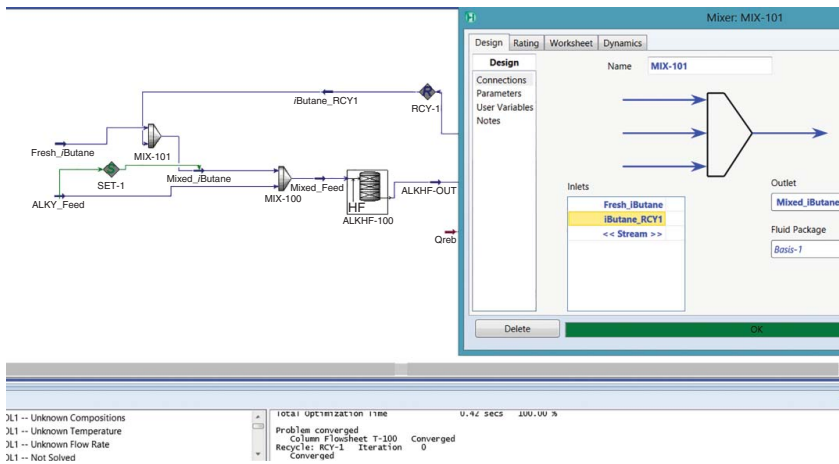 Mixer: MIX-101
Design Rating Worksheet Dynamics
Design
Connections
Parameters
User Variables
Notes
Name MIX-101
Inlets
Fresh_iButane
iButane_RCY1
<< Stream >>
Outlet
Mixed_iButane
Fluid Package
Basis-1
Delete
OK
iButane_RCY1
RCY-1
R
Fresh_iButane
MIX-101
S
SET-1
Mixed_iButane
ALKY_Feed
MIX-100
Mixed_Feed
HF
ALKHF-100
ALKHF-OUT
Qreb
OL1 -- Unknown Compositions
OL1 -- Unknown Temperature
OL1 -- Unknown Flow Rate
OL1 -- Not Solved
Total Optimization Time 0.42 secs 100.00 %
Problem converged
Column Flowsheet T-100 Converged
Recycle: RCY-1 Iteration 0
Converged